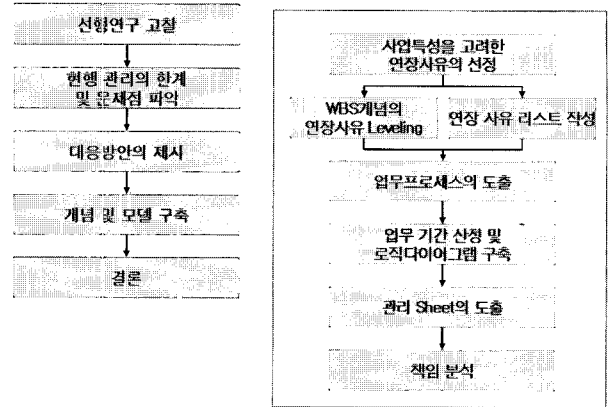 선행연구 고찰
현행 관리의 한계
및 문제점 파악
대응방안의 제시
개념 및 모델 구축
결론
사업특성을 고려한
연장사유의 선정
WBS개념의
연장사유 Leveling
연장 사유 리스트 작성
업무프로세스의 도출
업무 기간 산정 및
로직다이어그램 구축
관리 Sheet의 도출
책임 분석